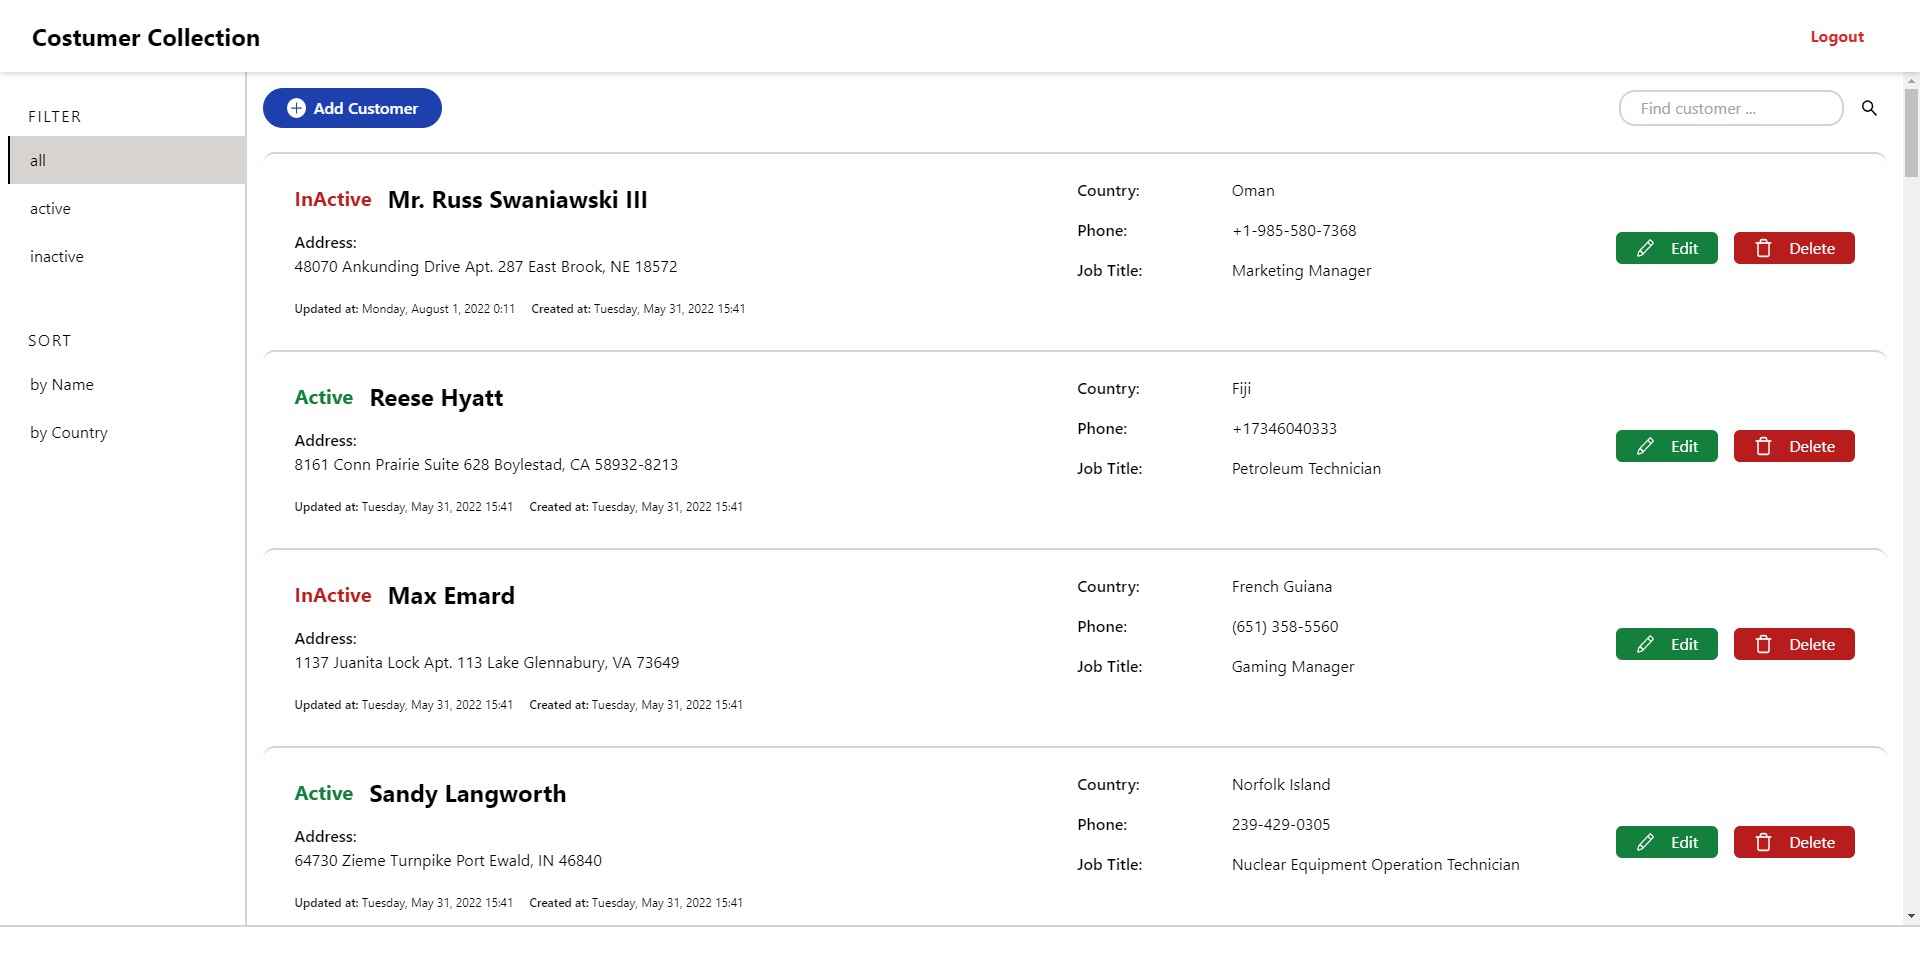 Costumer Collection
Logout
FILTER
all
active
inactive
SORT
by Name
by Country
Add Customer
Find customer ...
InActive Mr. Russ Swaniawski III
Address:
48070 Ankunding Drive Apt. 287 East Brook, NE 18572
Updated at: Monday, August 1, 2022 0:11 Created at: Tuesday, May 31, 2022 15:41
Country: Oman
Phone: +1-985-580-7368
Job Title: Marketing Manager
Edit Delete
Active Reese Hyatt
Address:
8161 Conn Prairie Suite 628 Boylestad, CA 58932-8213
Updated at: Tuesday, May 31, 2022 15:41 Created at: Tuesday, May 31, 2022 15:41
Country: Fiji
Phone: +17346040333
Job Title: Petroleum Technician
Edit Delete
InActive Max Emard
Address:
1137 Juanita Lock Apt. 113 Lake Glennabury, VA 73649
Updated at: Tuesday, May 31, 2022 15:41 Created at: Tuesday, May 31, 2022 15:41
Country: French Guiana
Phone: (651) 358-5560
Job Title: Gaming Manager
Edit Delete
Active Sandy Langworth
Address:
64730 Zieme Turnpike Port Ewald, IN 46840
Updated at: Tuesday, May 31, 2022 15:41 Created at: Tuesday, May 31, 2022 15:41
Country: Norfolk Island
Phone: 239-429-0305
Job Title: Nuclear Equipment Operation Technician
Edit Delete